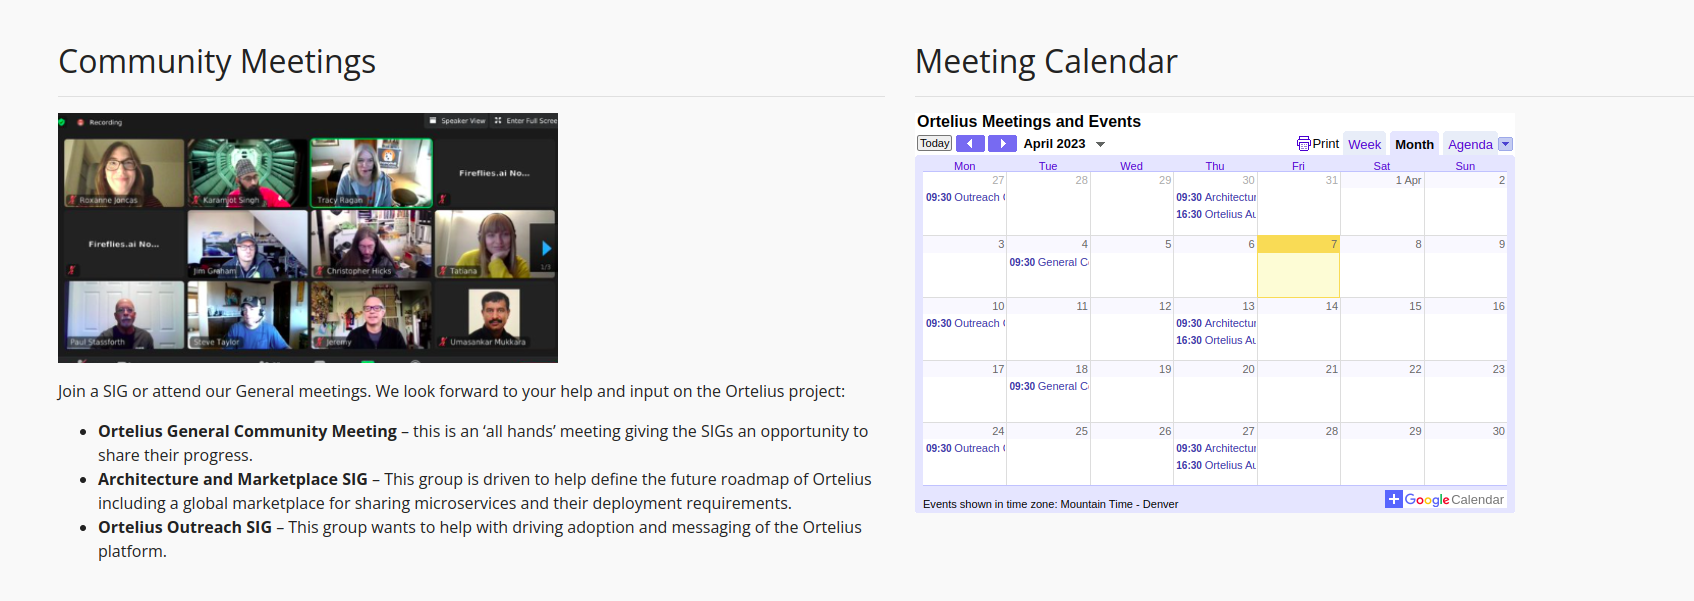 Community Meetings
Recording
Speaker View
Enter Full Scree
Roxanne Joncas
Karamjot Singh
Tracy Ragan
Fireflies.ai No...
Fireflies.ai No...
Jim Graham
Christopher Hicks
Tatiana
1/3
Paul Stassforth
Steve Taylor
Jeremy
Umasankar Mukkara
Join a SIG or attend our General meetings. We look forward to your help and input on the Ortelius project:
• Ortelius General Community Meeting – this is an ‘all hands’ meeting giving the SIGs an opportunity to
share their progress.
• Architecture and Marketplace SIG – This group is driven to help define the future roadmap of Ortelius
including a global marketplace for sharing microservices and their deployment requirements.
• Ortelius Outreach SIG – This group wants to help with driving adoption and messaging of the Ortelius
platform.
Meeting Calendar
Ortelius Meetings and Events
Today April 2023 Print Week Month Agenda
Mon Tue Wed Thu Fri Sat Sun
27 28 29 30 31 1 Apr 2
09:30 Outreach 09:30 Architectur
16:30 Ortelius Au
3 4 5 6 7 8 9
09:30 General C
10 11 12 13 14 15 16
09:30 Outreach 09:30 Architectur
16:30 Ortelius Au
17 18 19 20 21 22 23
09:30 General C
24 25 26 27 28 29 30
09:30 Outreach 09:30 Architectur
16:30 Ortelius Au
Events shown in time zone: Mountain Time - Denver
Google Calendar